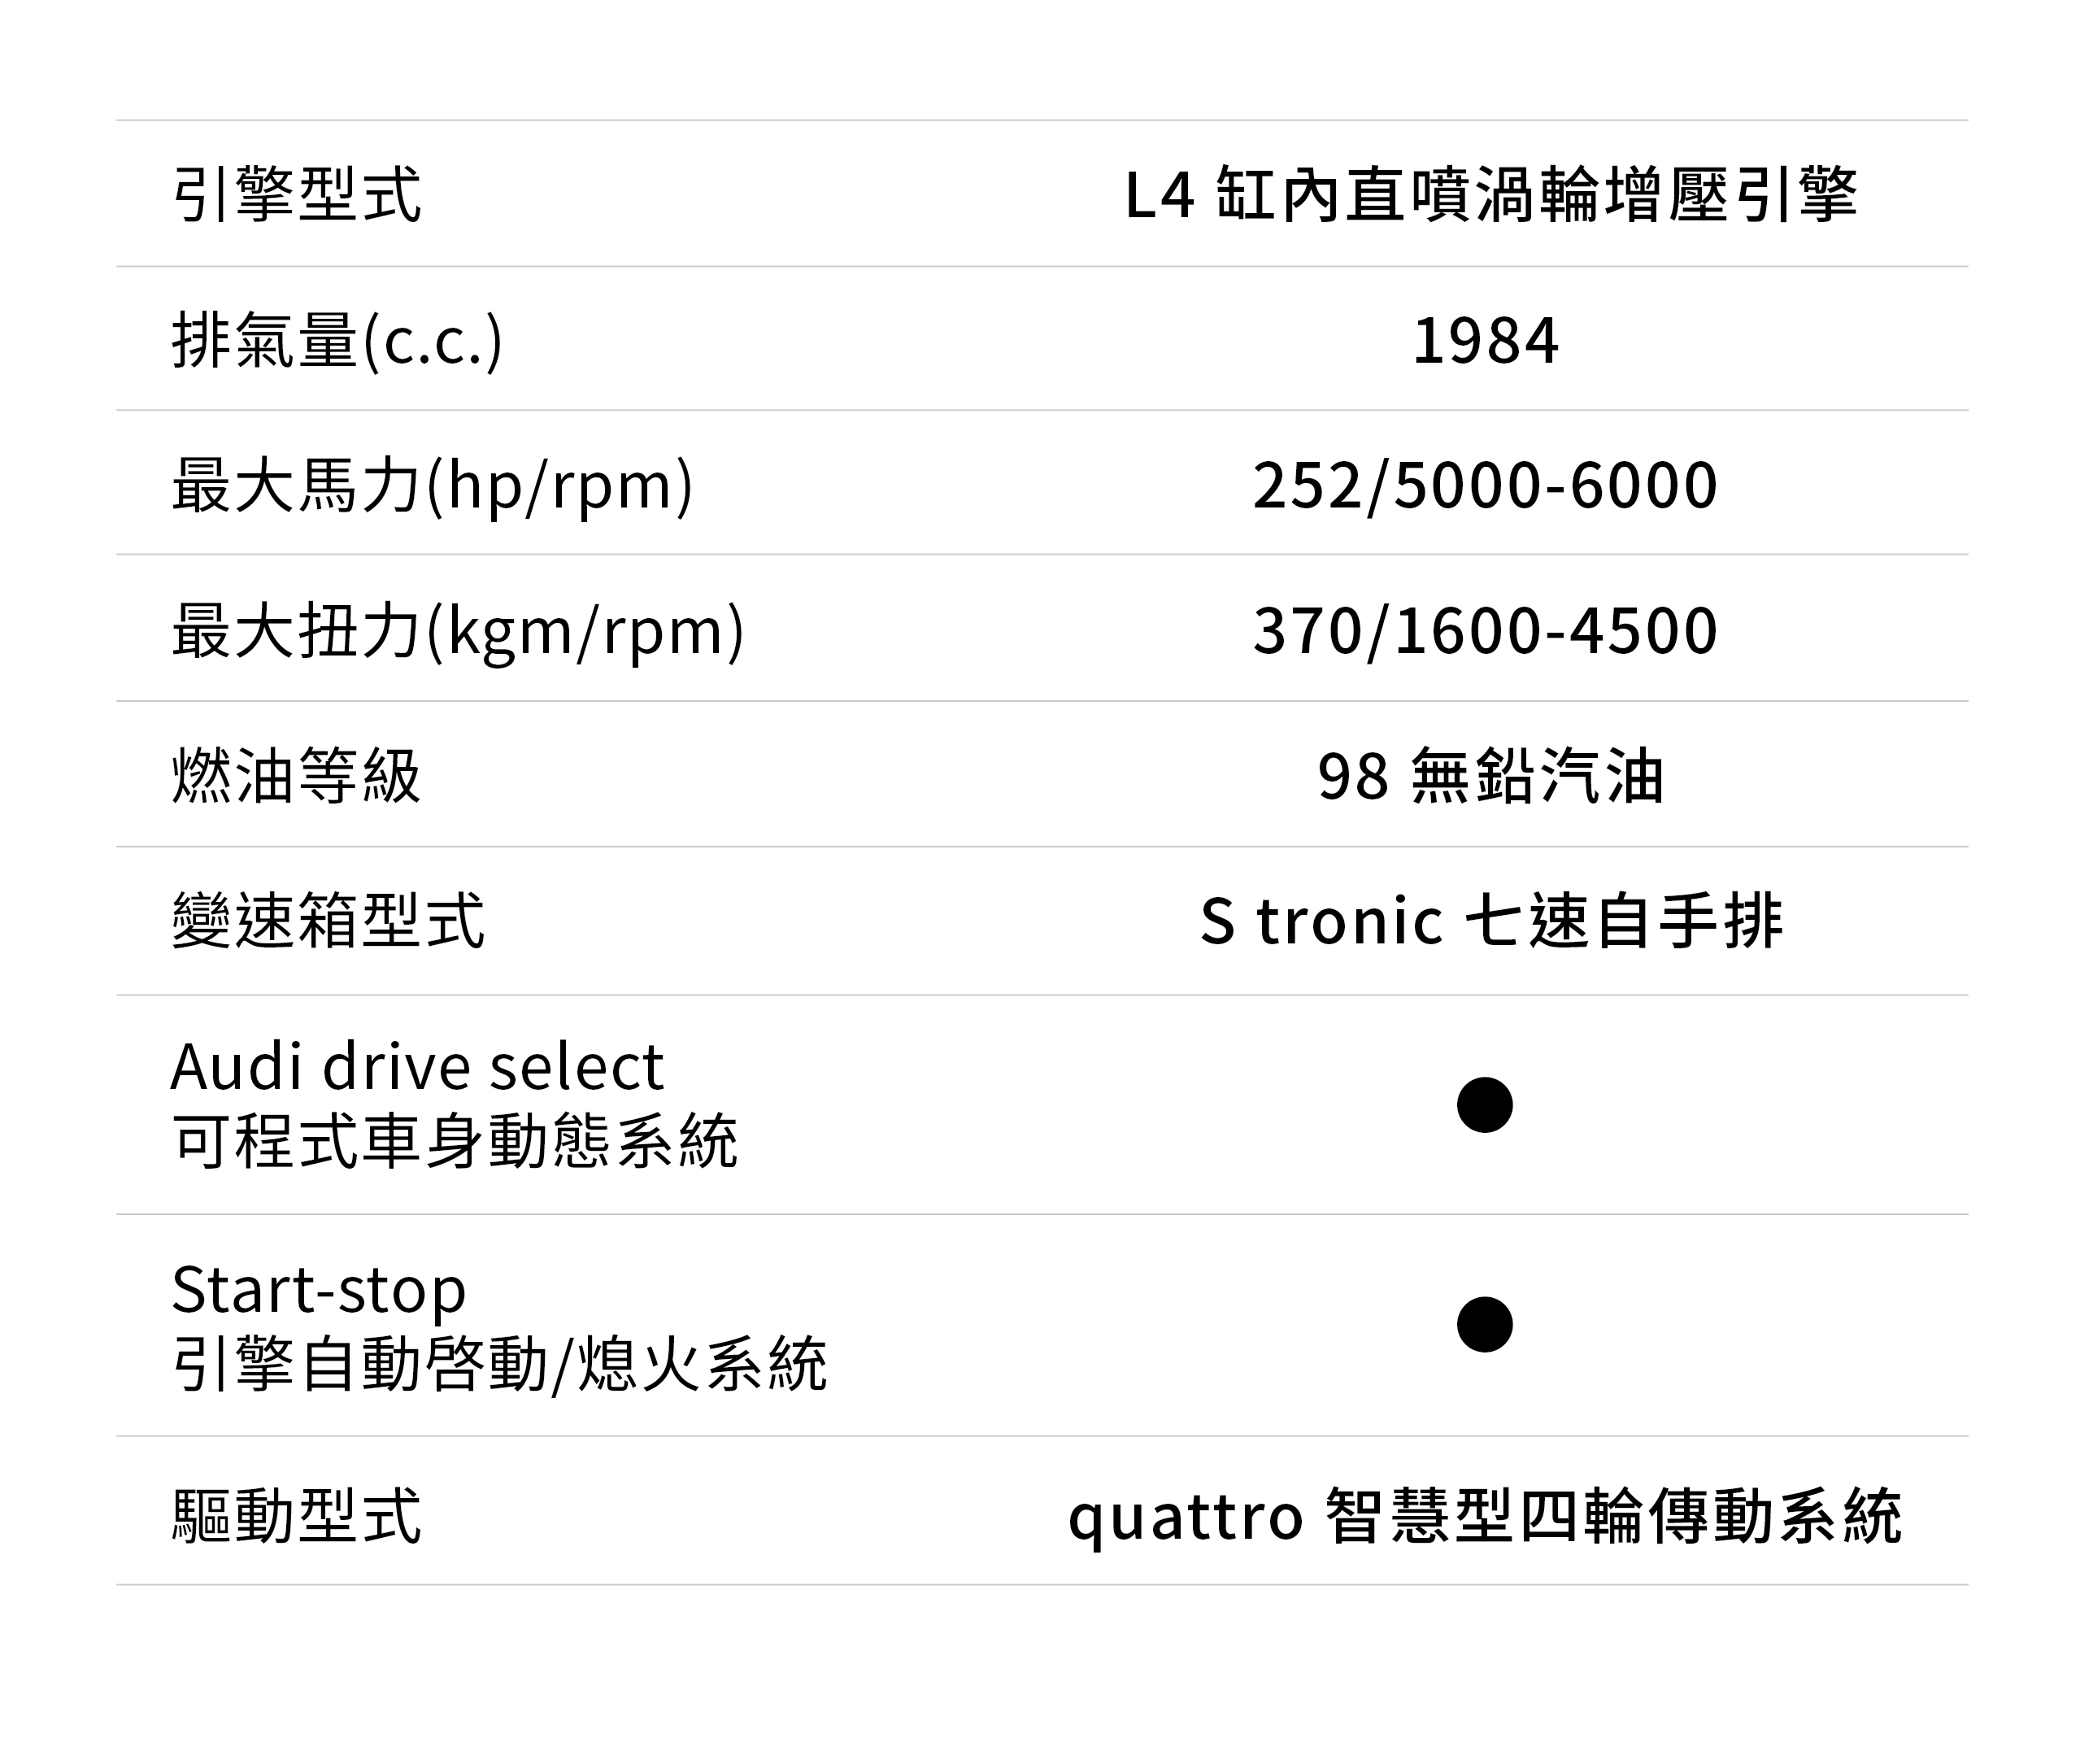 引擎型式 L4 缸內直噴渦輪增壓引擎
排氣量(c.c.) 1984
最大馬力(hp/rpm) 252/5000-6000
最大扭力(kgm/rpm) 370/1600-4500
燃油等級 98 無鉛汽油
變速箱型式 S tronic 七速自手排
Audi drive select
可程式車身動態系統 ●
Start-stop
引擎自動啓動/熄火系統 ●
驅動型式 quattro 智慧型四輪傳動系統